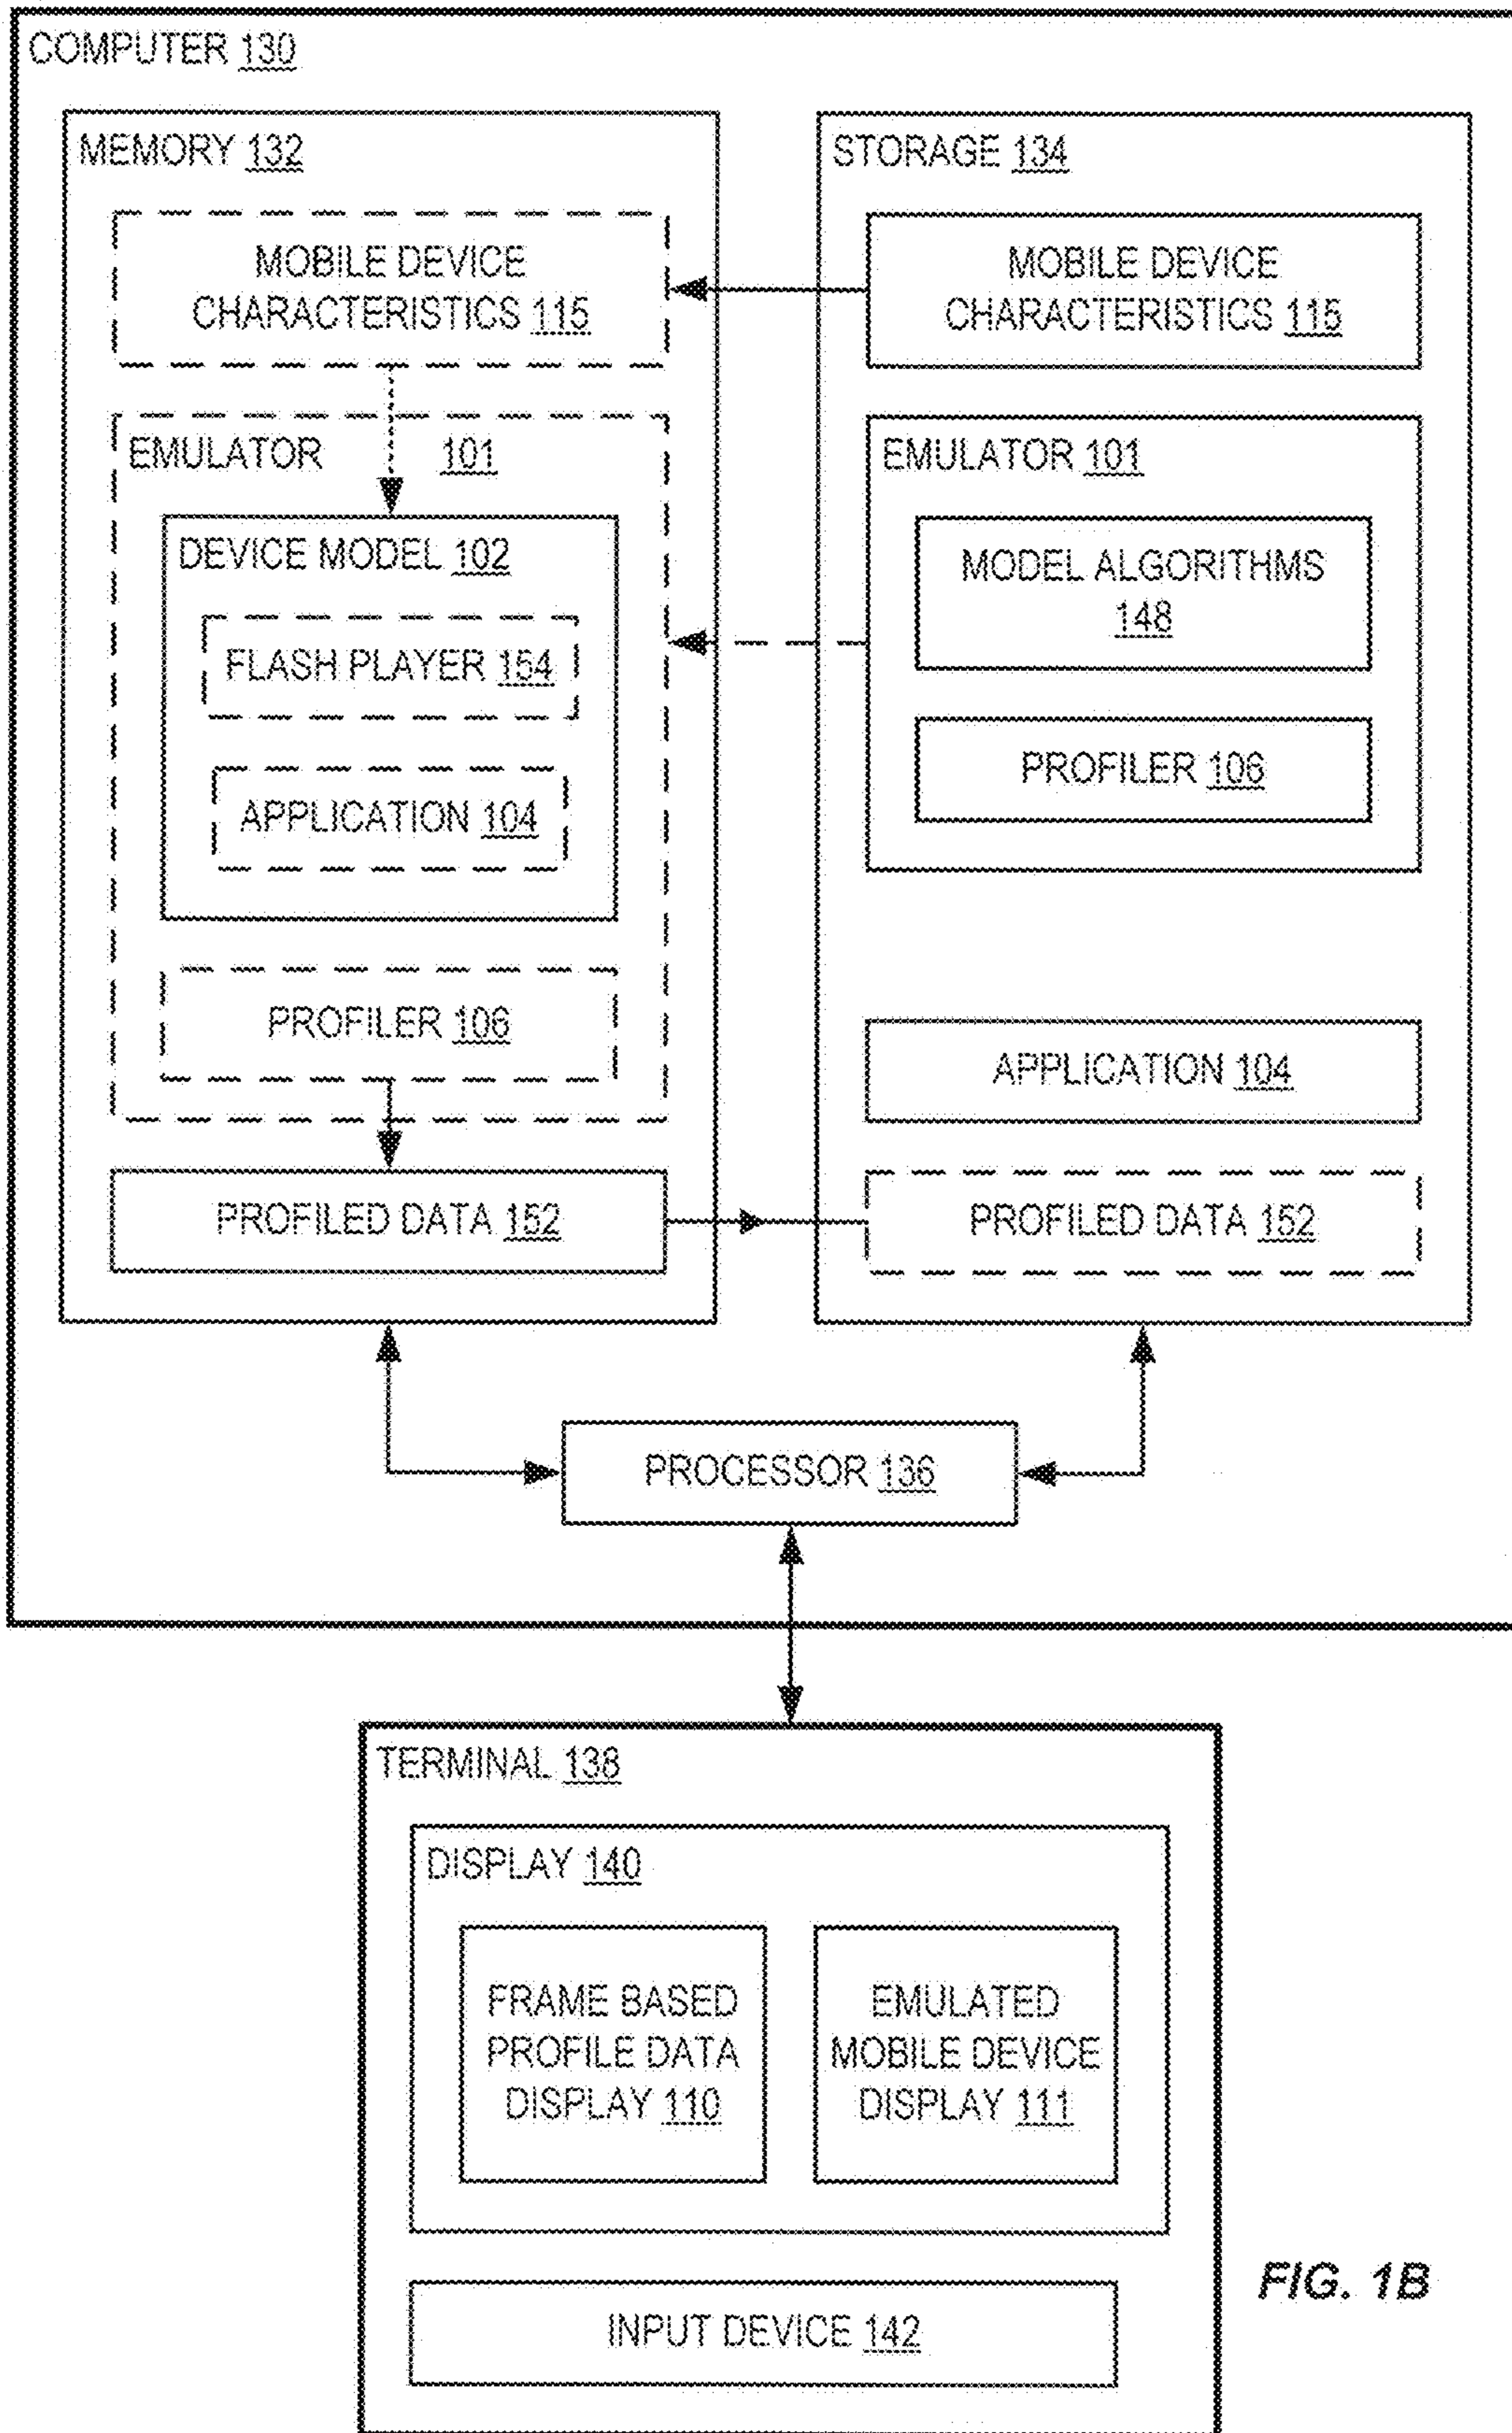 COMPUTER 130
MEMORY 132
MOBILE DEVICE
CHARACTERISTICS 115
EMULATOR 101
DEVICE MODEL 102
FLASH PLAYER 154
APPLICATION 104
PROFILER 106
PROFILED DATA 152
STORAGE 134
MOBILE DEVICE
CHARACTERISTICS 115
EMULATOR 101
MODEL ALGORITHMS
148
PROFILER 106
APPLICATION 104
PROFILED DATA 152
PROCESSOR 136
TERMINAL 138
DISPLAY 140
FRAME BASED
PROFILE DATA
DISPLAY 110
EMULATED
MOBILE DEVICE
DISPLAY 111
INPUT DEVICE 142
FIG. 1B